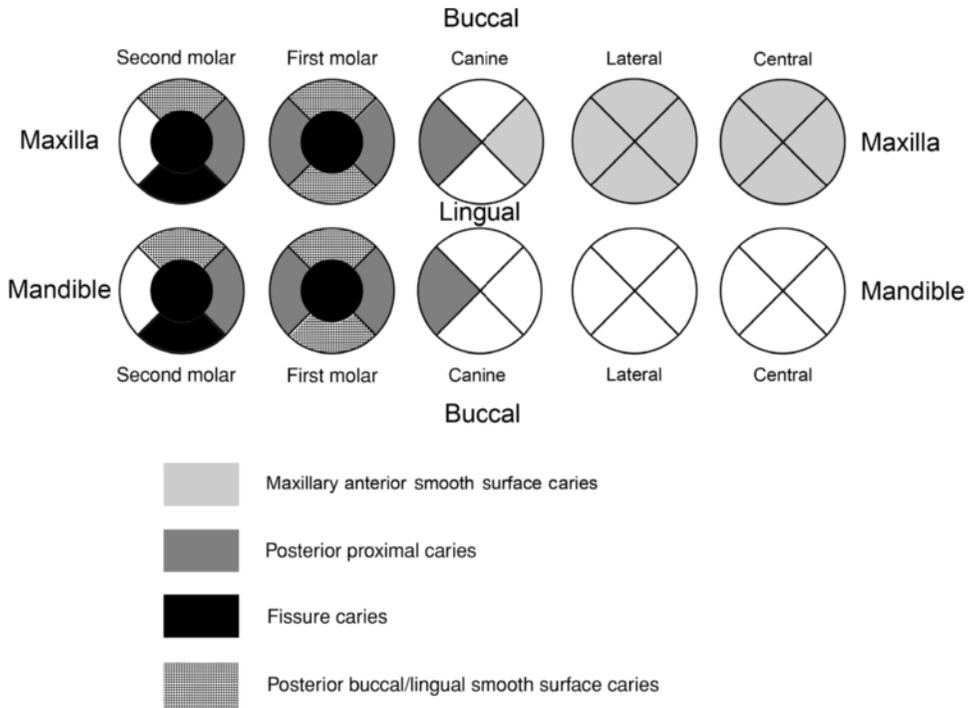 Buccal
Second molar First molar Canine Lateral Central
Maxilla Maxilla
Lingual
Mandible Mandible
Second molar First molar Canine Lateral Central
Buccal
Maxillary anterior smooth surface caries
Posterior proximal caries
Fissure caries
Posterior buccal/lingual smooth surface caries